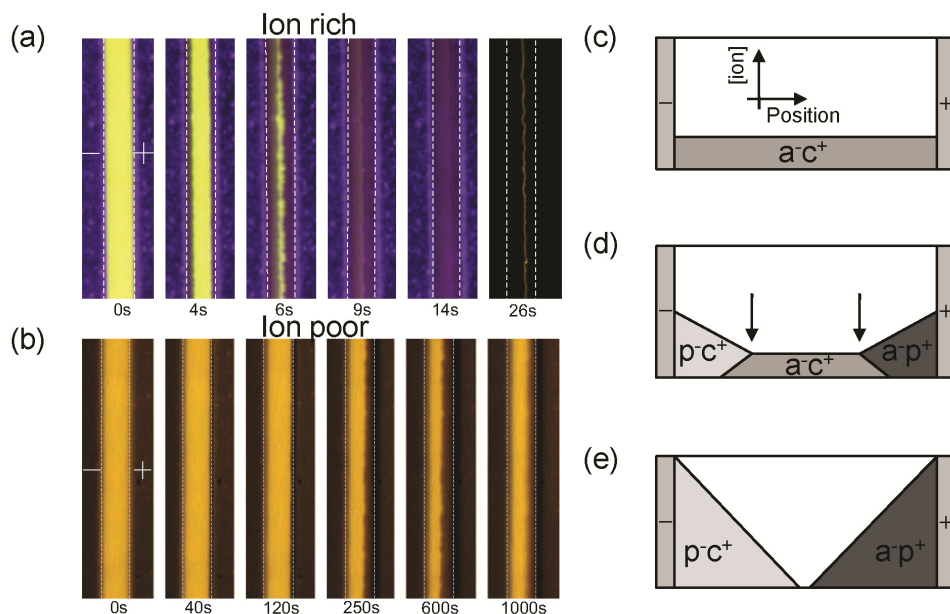 (a)
Ion rich
− +
0s 4s 6s 9s 14s 26s
(b)
Ion poor
− +
0s 40s 120s 250s 600s 1000s
(c)
[ion]
Position
− +
a⁻c⁺
(d)
− +
p⁻c⁺ a⁻c⁺ a⁻p⁺
(e)
− +
p⁻c⁺ a⁻p⁺